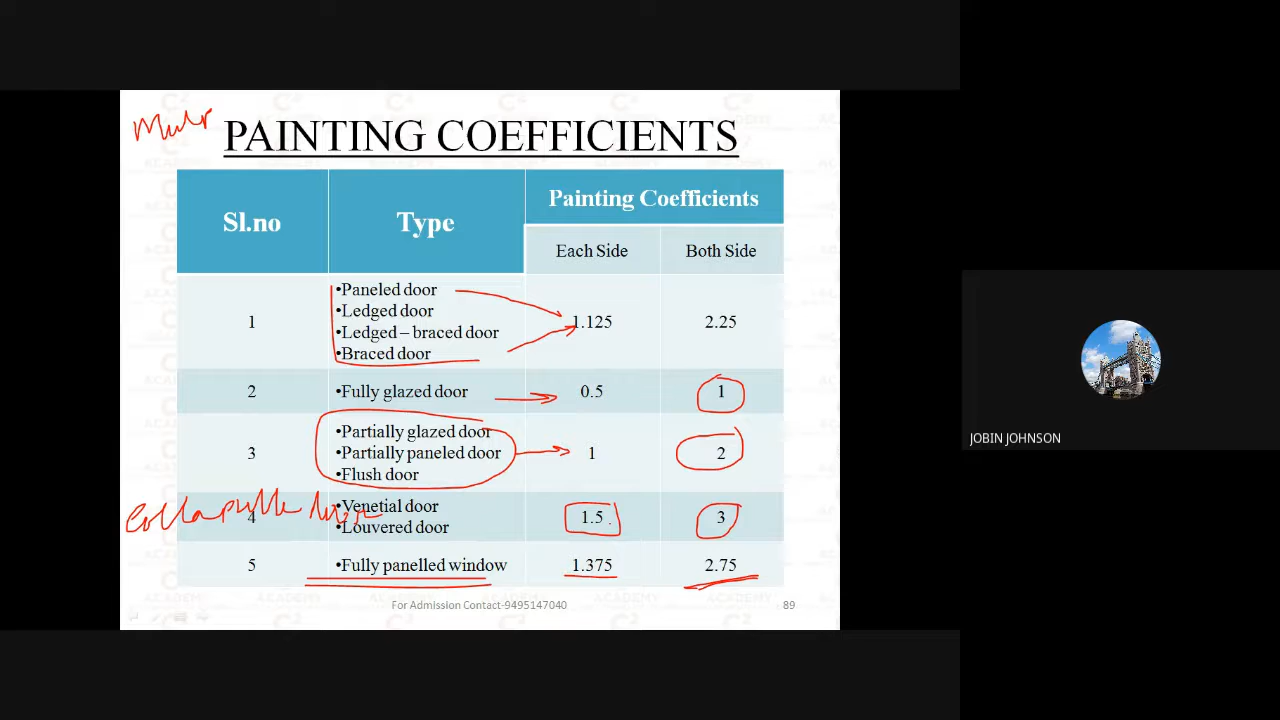 PAINTING COEFFICIENTS
Sl.no
Type
Painting Coefficients
Each Side
Both Side
1
•Paneled door
•Ledged door
•Ledged – braced door
•Braced door
1.125
2.25
2
•Fully glazed door
0.5
1
3
•Partially glazed door
•Partially paneled door
•Flush door
1
2
4
•Venetial door
•Louvered door
1.5
3
5
•Fully panelled window
1.375
2.75
For Admission Contact-9495147040
89
JOBIN JOHNSON